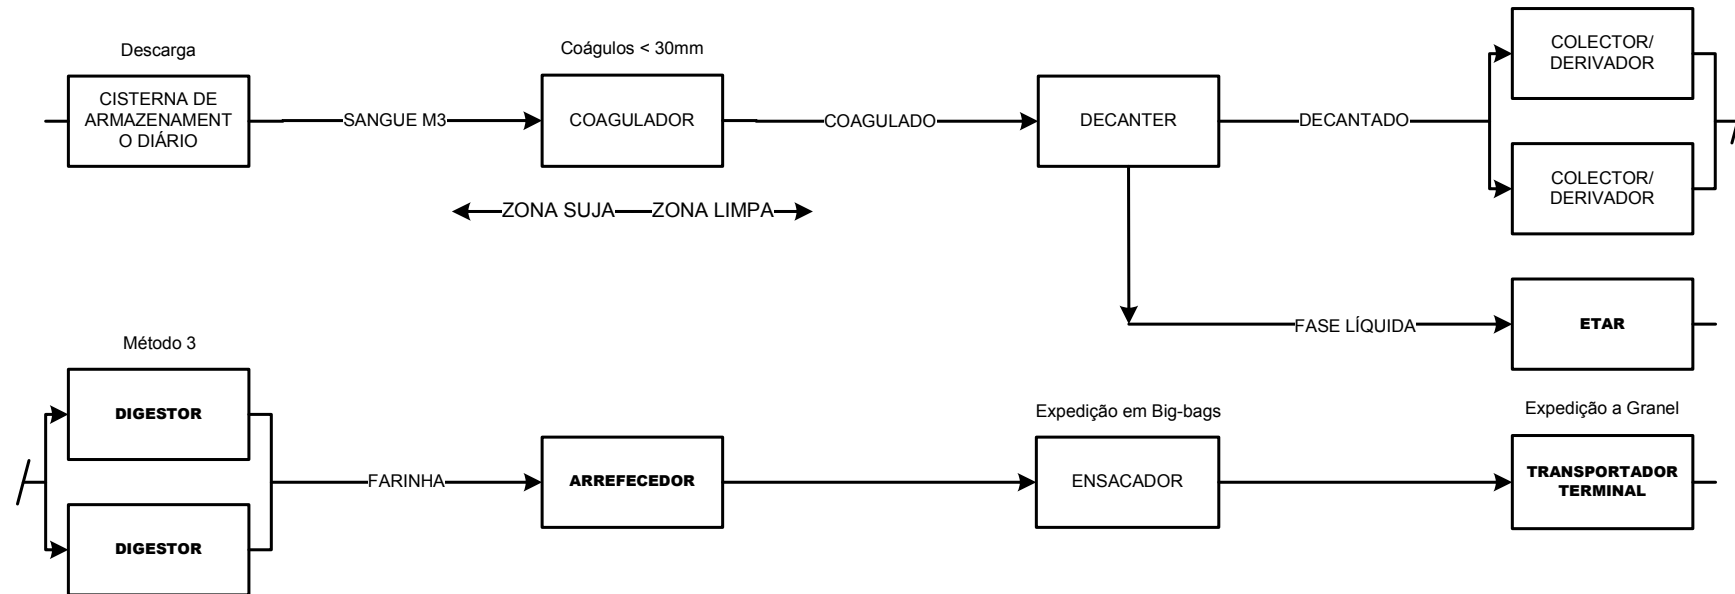 Descarga
CISTERNA DE
ARMAZENAMENT
O DIÁRIO
SANGUE M3
Coágulos < 30mm
COAGULADOR
COAGULADO
DECANTER
DECANTADO
COLECTOR/
DERIVADOR
COLECTOR/
DERIVADOR
ZONA SUJA
ZONA LIMPA
FASE LÍQUIDA
ETAR
Método 3
DIGESTOR
DIGESTOR
FARINHA
ARREFECEDOR
Expedição em Big-bags
ENSACADOR
Expedição a Granel
TRANSPORTADOR
TERMINAL